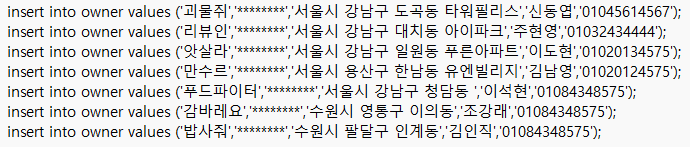 insert into owner values ('괴물쥐','********','서울시 강남구 도곡동 타워필리스','신동엽','01045614567');
insert into owner values ('리뷰인','********','서울시 강남구 대치동 아이파크','주현영','01032434444');
insert into owner values ('앗살라','********','서울시 강남구 일원동 푸른아파트','이도현','01020134575');
insert into owner values ('만수르','********','서울시 용산구 한남동 유엔빌리지','김남영','01020124575');
insert into owner values ('푸드파이터','********','서울시 강남구 청담동 ','이석현','01084348575');
insert into owner values ('감바레요','********','수원시 영통구 이의동','조강래','01084348575');
insert into owner values ('밥사줘','********','수원시 팔달구 인계동','김인직','01084348575');